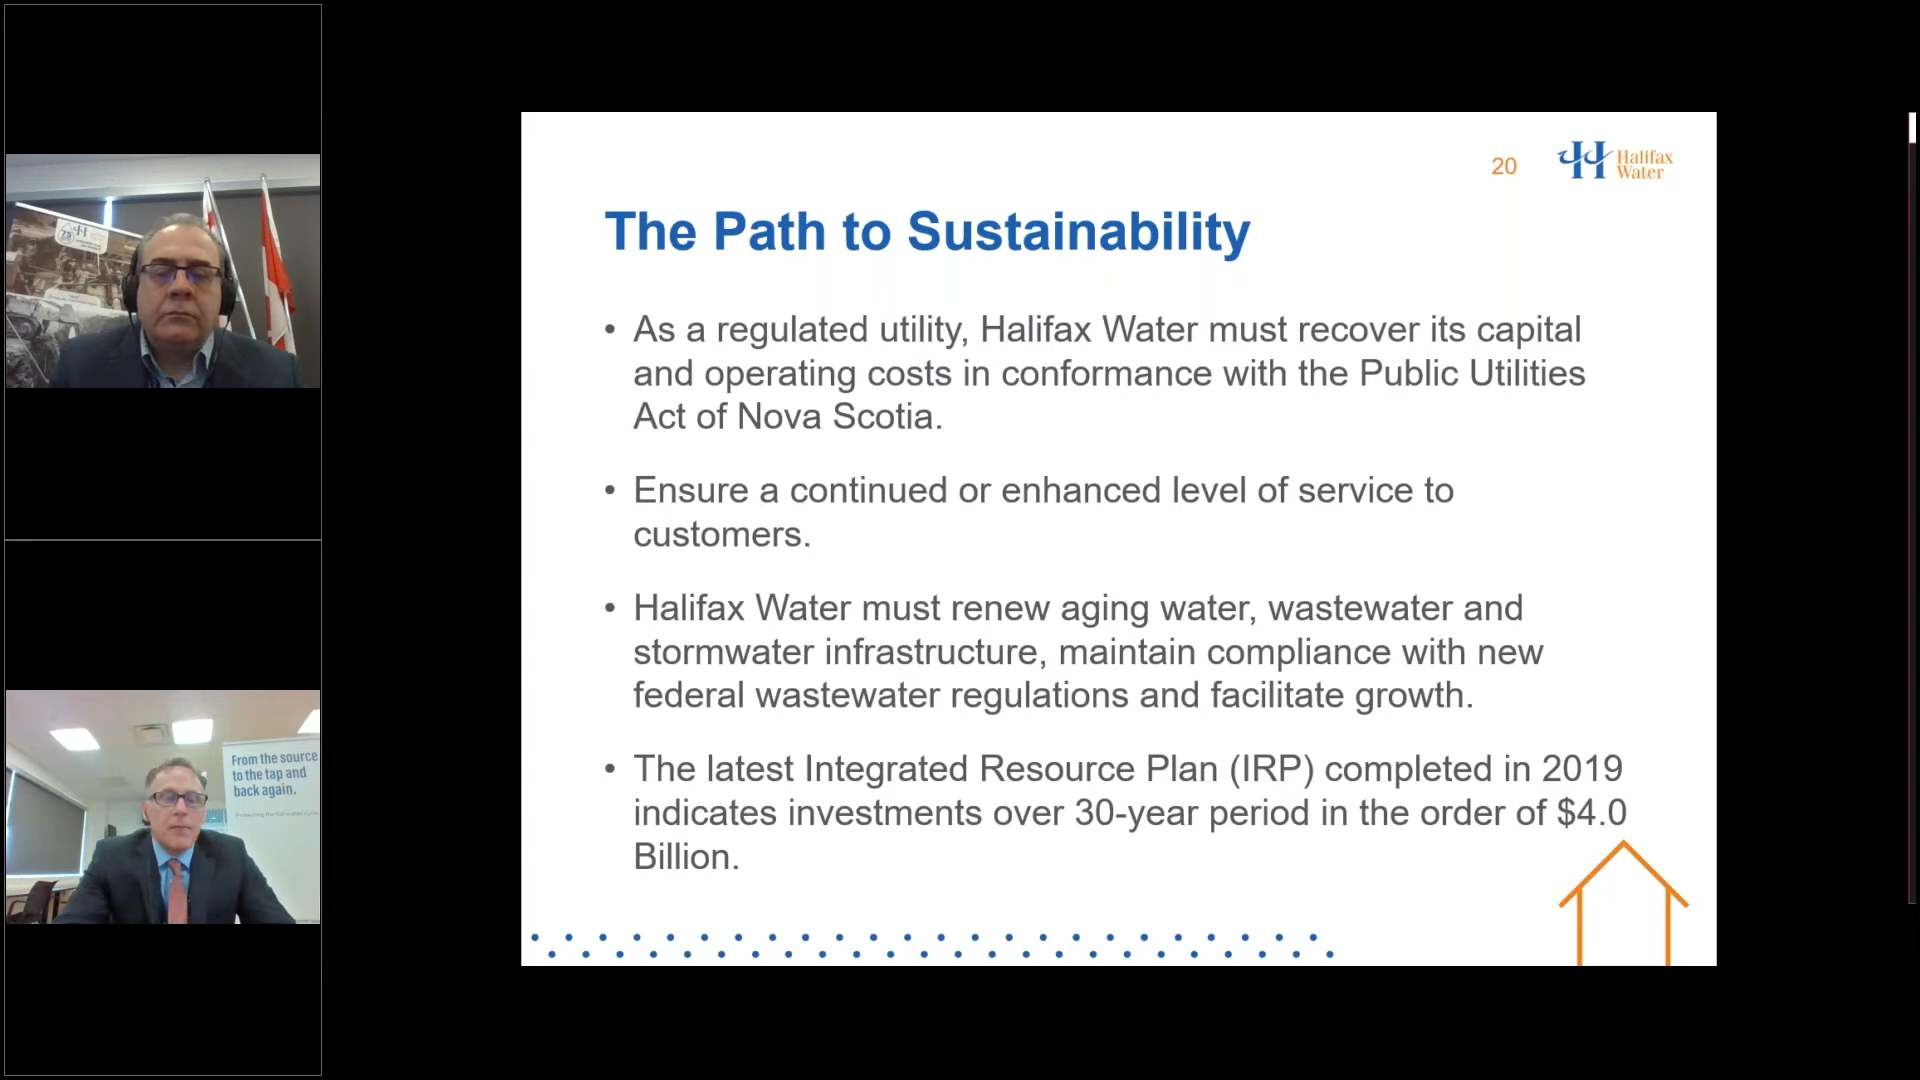 20
Halifax
Water
The Path to Sustainability
• As a regulated utility, Halifax Water must recover its capital
and operating costs in conformance with the Public Utilities
Act of Nova Scotia.
• Ensure a continued or enhanced level of service to
customers.
• Halifax Water must renew aging water, wastewater and
stormwater infrastructure, maintain compliance with new
federal wastewater regulations and facilitate growth.
• The latest Integrated Resource Plan (IRP) completed in 2019
indicates investments over 30-year period in the order of $4.0
Billion.
From the source
to the tap and
back again.